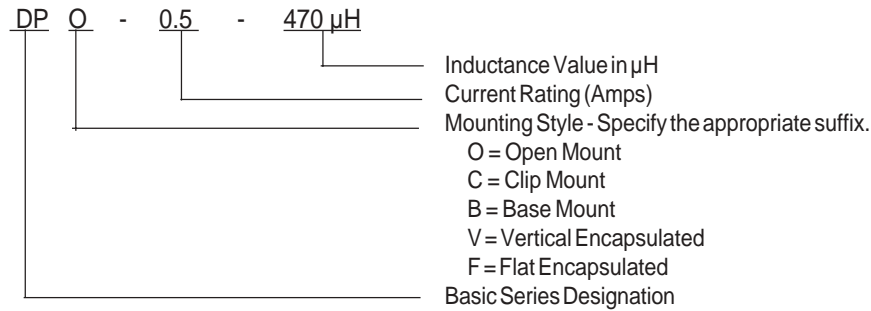 DP O - 0.5 - 470 µH
Inductance Value in µH
Current Rating (Amps)
Mounting Style - Specify the appropriate suffix.
O = Open Mount
C = Clip Mount
B = Base Mount
V = Vertical Encapsulated
F = Flat Encapsulated
Basic Series Designation